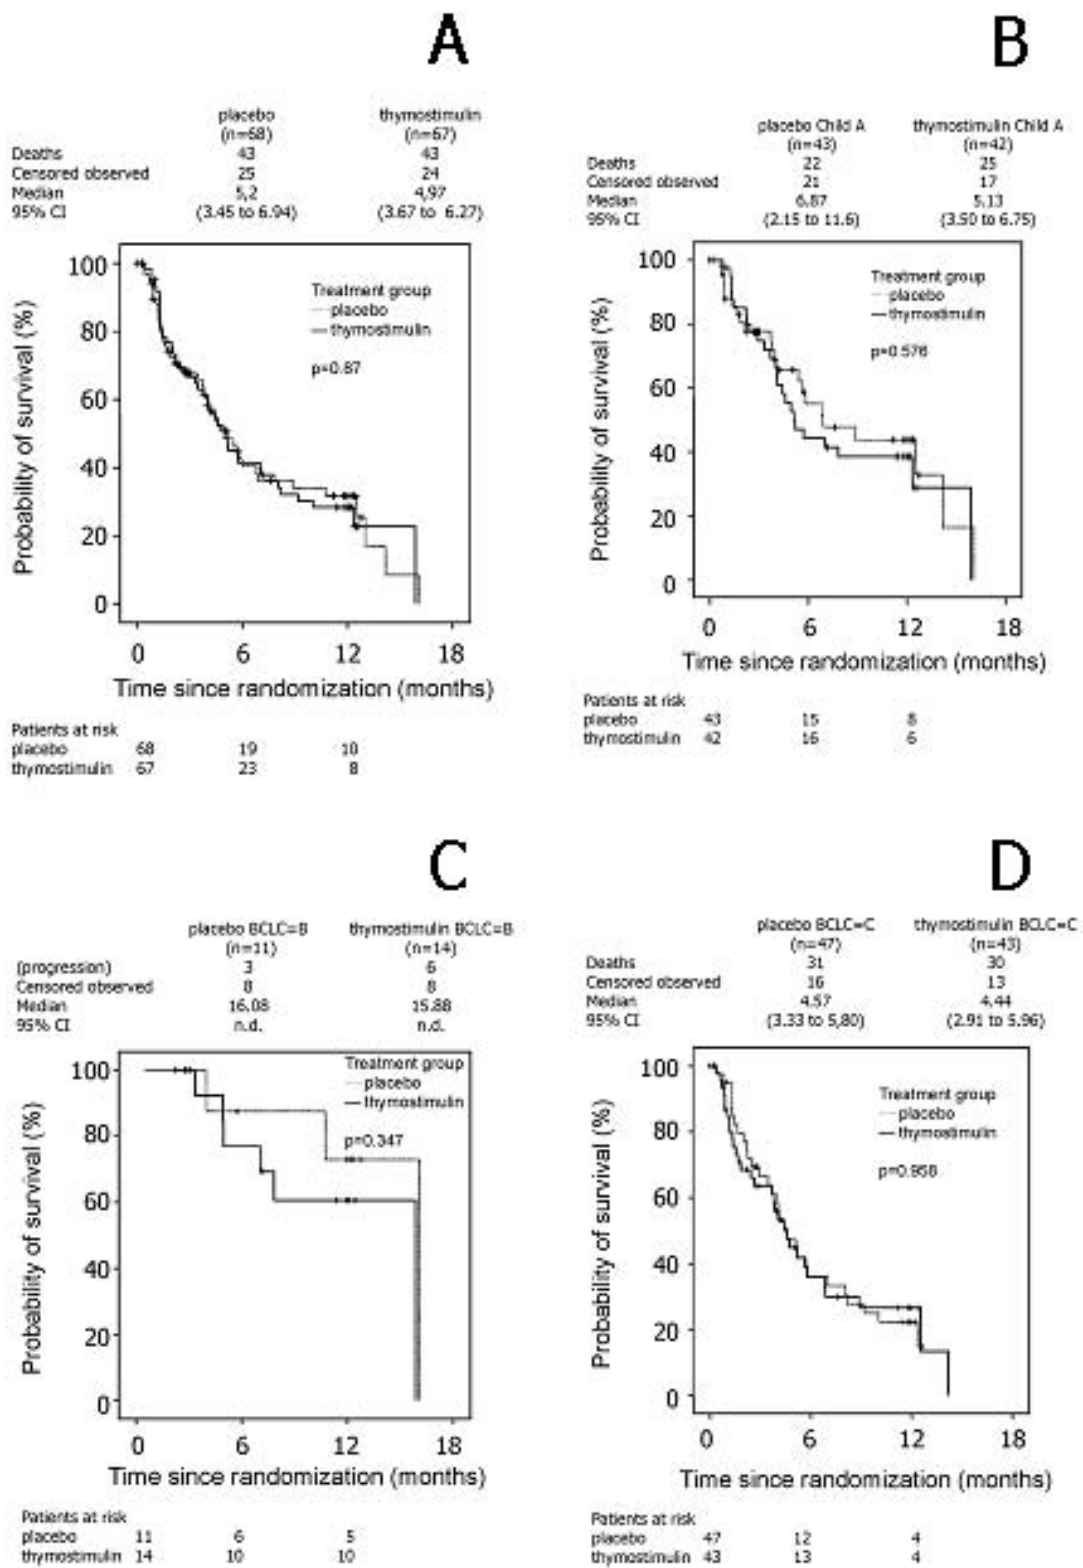 A
placebo thymostimulin
(n=68) (n=67)
Deaths 43 43
Censored observed 25 24
Median 5,2 4,97
95% CI (3.45 to 6.94) (3.67 to 6.27)
Probability of survival (%)
100
80
60
40
20
0
Treatment group
placebo
thymostimulin
p=0.87
0 6 12 18
Time since randomization (months)
Patients at risk
placebo 68 19 10
thymostimulin 67 23 8
B
placebo Child A thymostimulin Child A
(n=43) (n=42)
Deaths 22 25
Censored observed 21 17
Median 6.87 5.13
95% CI (2.15 to 11.6) (3.50 to 6.75)
Probability of survival (%)
100
80
60
40
20
0
Treatment group
placebo
thymostimulin
p=0.576
0 6 12 18
Time since randomization (months)
Patients at risk
placebo 43 15 8
thymostimulin 42 16 6
C
placebo BCLC=B thymostimulin BCLC=B
(n=11) (n=14)
(progression) 3 6
Censored observed 8 8
Median 16.08 15.88
95% CI n.d. n.d.
Probability of survival (%)
100
80
60
40
20
0
Treatment group
placebo
thymostimulin
p=0.347
0 6 12 18
Time since randomization (months)
Patients at risk
placebo 11 6 5
thymostimulin 14 10 10
D
placebo BCLC=C thymostimulin BCLC=C
(n=47) (n=43)
Deaths 31 30
Censored observed 16 13
Median 4.57 4.44
95% CI (3.33 to 5,80) (2.91 to 5.96)
Probability of survival (%)
100
80
60
40
20
0
Treatment group
placebo
thymostimulin
p=0.958
0 6 12 18
Time since randomization (months)
Patients at risk
placebo 47 12 4
thymostimulin 43 13 4